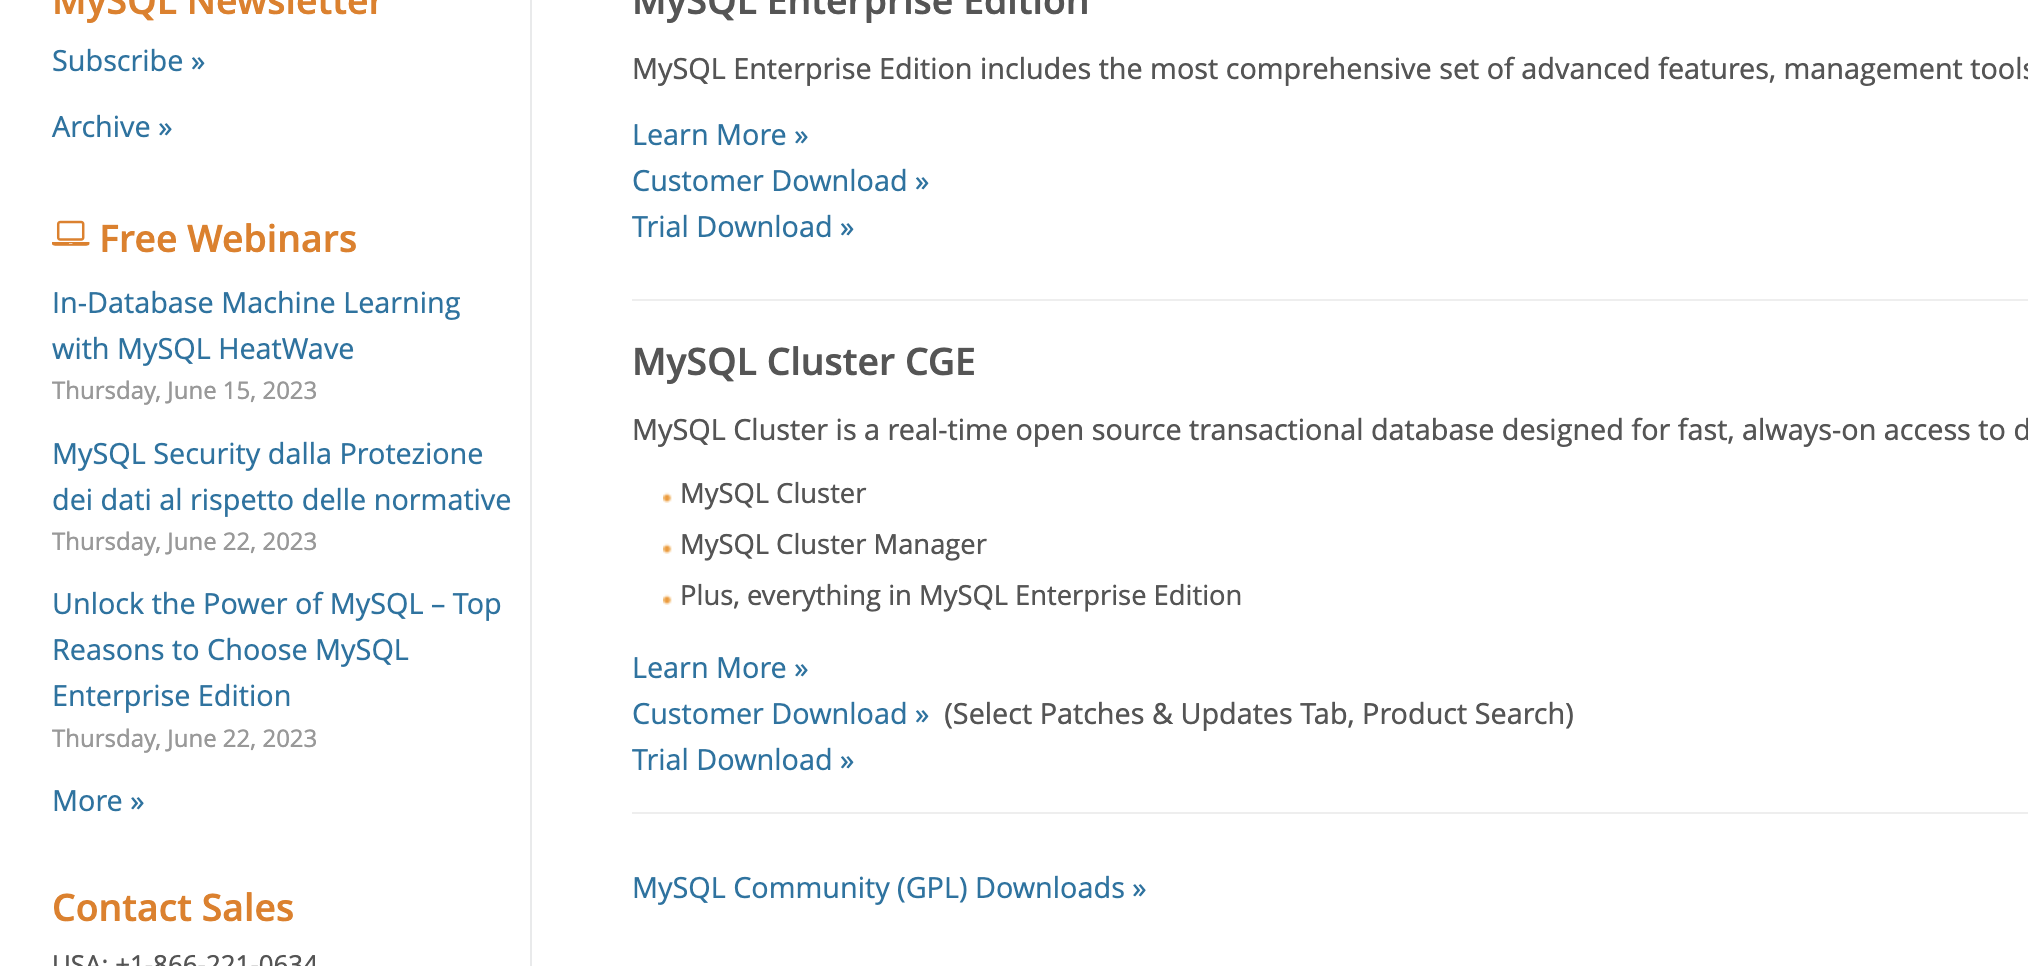 MySQL Newsletter
Subscribe »
Archive »
Free Webinars
In-Database Machine Learning
with MySQL HeatWave
Thursday, June 15, 2023
MySQL Security dalla Protezione
dei dati al rispetto delle normative
Thursday, June 22, 2023
Unlock the Power of MySQL – Top
Reasons to Choose MySQL
Enterprise Edition
Thursday, June 22, 2023
More »
Contact Sales
USA: +1-866-221-0634
MySQL Enterprise Edition
MySQL Enterprise Edition includes the most comprehensive set of advanced features, management tools
Learn More »
Customer Download »
Trial Download »
MySQL Cluster CGE
MySQL Cluster is a real-time open source transactional database designed for fast, always-on access to
• MySQL Cluster
• MySQL Cluster Manager
• Plus, everything in MySQL Enterprise Edition
Learn More »
Customer Download » (Select Patches & Updates Tab, Product Search)
Trial Download »
MySQL Community (GPL) Downloads »